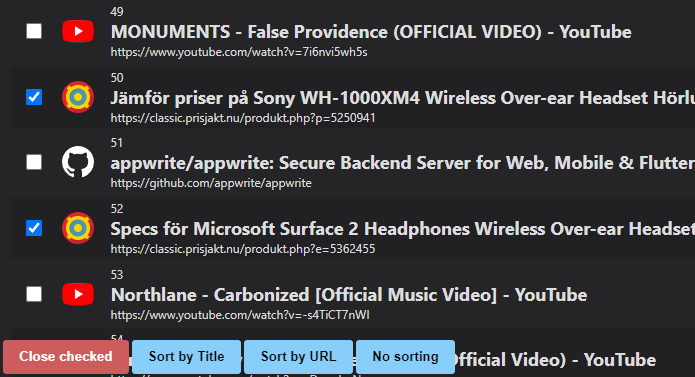 49
MONUMENTS - False Providence (OFFICIAL VIDEO) - YouTube
https://www.youtube.com/watch?v=7i6nvi5wh5s
50
Jämför priser på Sony WH-1000XM4 Wireless Over-ear Headset
https://classic.prisjakt.nu/produkt.php?p=5250941
51
appwrite/appwrite: Secure Backend Server for Web, Mobile & Flutter
https://github.com/appwrite/appwrite
52
Specs för Microsoft Surface 2 Headphones Wireless Over-ear Headset
https://classic.prisjakt.nu/produkt.php?e=5362455
53
Northlane - Carbonized [Official Music Video] - YouTube
https://www.youtube.com/watch?v=-s4TiCT7nWI
54
Official Video) - YouTube
Close checked
Sort by Title
Sort by URL
No sorting